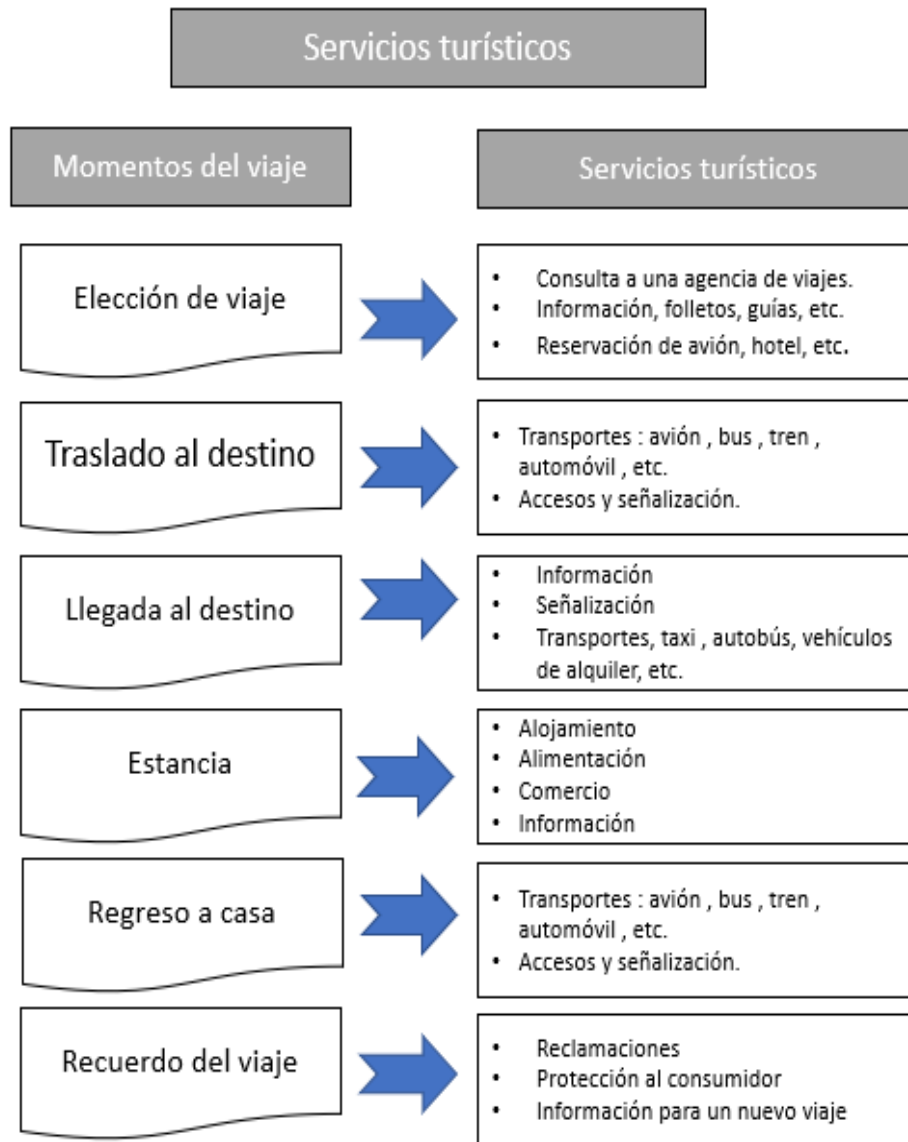 Servicios turísticos
Momentos del viaje
Servicios turísticos
Elección de viaje
• Consulta a una agencia de viajes.
• Información, folletos, guías, etc.
• Reservación de avión, hotel, etc.
Traslado al destino
• Transportes : avión , bus , tren ,
automóvil , etc.
• Accesos y señalización.
Llegada al destino
• Información
• Señalización
• Transportes, taxi , autobús, vehículos
de alquiler, etc.
Estancia
• Alojamiento
• Alimentación
• Comercio
• Información
Regreso a casa
• Transportes : avión , bus , tren ,
automóvil , etc.
• Accesos y señalización.
Recuerdo del viaje
• Reclamaciones
• Protección al consumidor
• Información para un nuevo viaje